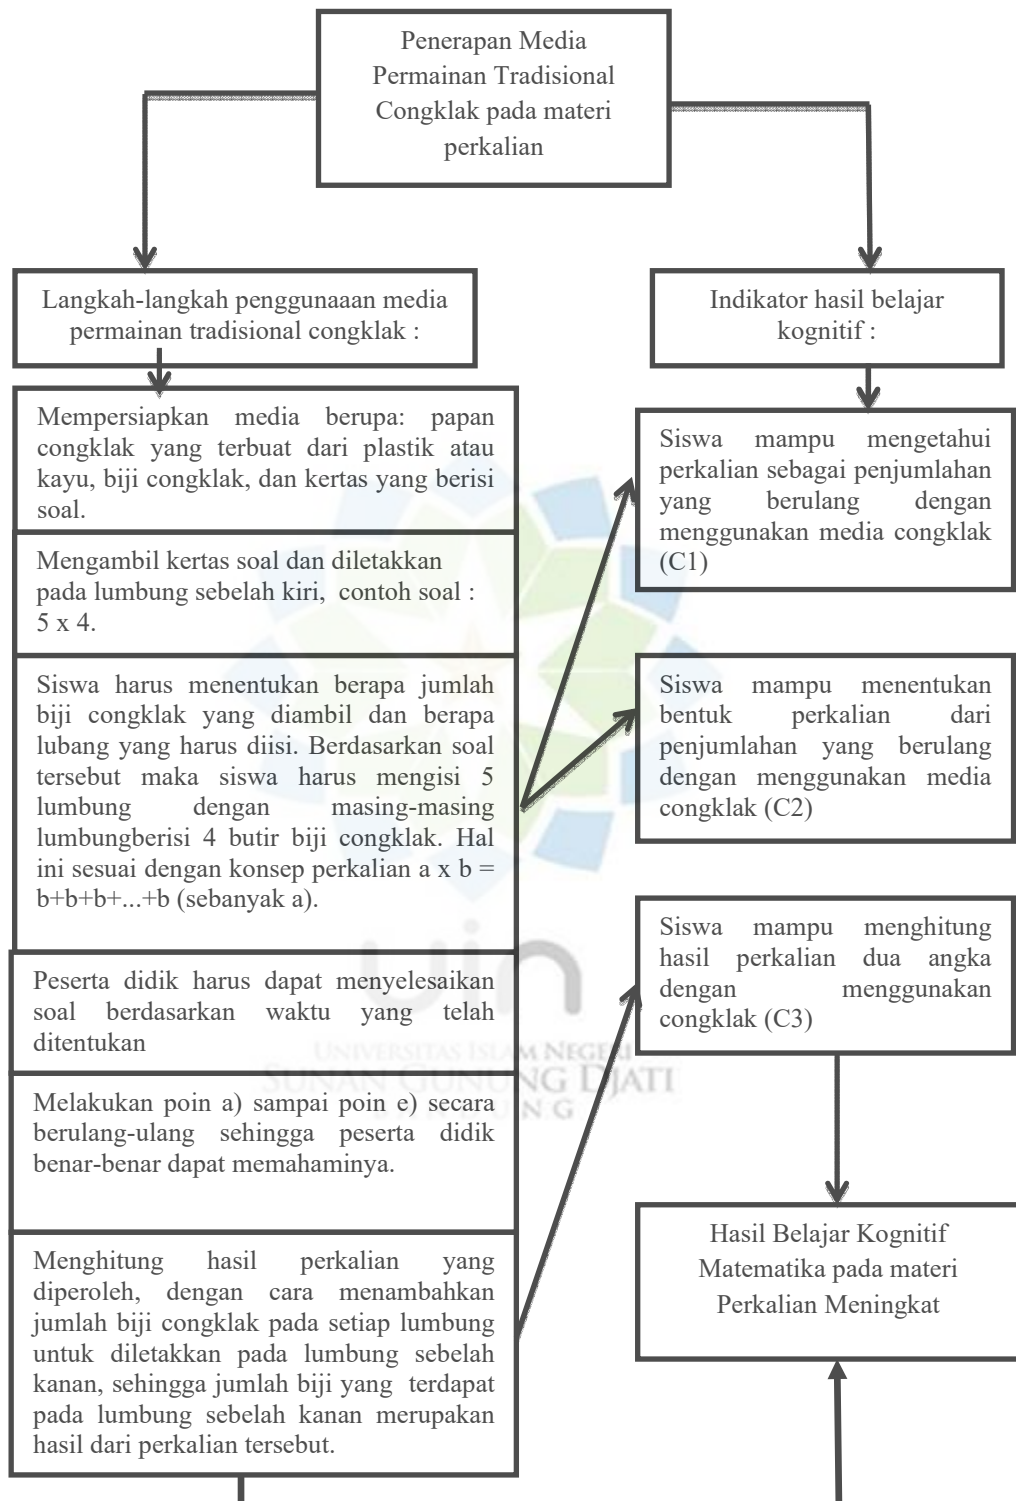 Penerapan Media
Permainan Tradisional
Congklak pada materi
perkalian
Langkah-langkah penggunaaan media
permainan tradisional congklak :
Mempersiapkan media berupa: papan
congklak yang terbuat dari plastik atau
kayu, biji congklak, dan kertas yang berisi
soal.
Mengambil kertas soal dan diletakkan
pada lumbung sebelah kiri, contoh soal :
5 x 4.
Siswa harus menentukan berapa jumlah
biji congklak yang diambil dan berapa
lubang yang harus diisi. Berdasarkan soal
tersebut maka siswa harus mengisi 5
lumbung dengan masing-masing
lumbungberisi 4 butir biji congklak. Hal
ini sesuai dengan konsep perkalian a x b =
b+b+b+...+b (sebanyak a).
Peserta didik harus dapat menyelesaikan
soal berdasarkan waktu yang telah
ditentukan
Melakukan poin a) sampai poin e) secara
berulang-ulang sehingga peserta didik
benar-benar dapat memahaminya.
Menghitung hasil perkalian yang
diperoleh, dengan cara menambahkan
jumlah biji congklak pada setiap lumbung
untuk diletakkan pada lumbung sebelah
kanan, sehingga jumlah biji yang terdapat
pada lumbung sebelah kanan merupakan
hasil dari perkalian tersebut.
Indikator hasil belajar
kognitif :
Siswa mampu mengetahui
perkalian sebagai penjumlahan
yang berulang dengan
menggunakan media congklak
(C1)
Siswa mampu menentukan
bentuk perkalian dari
penjumlahan yang berulang
dengan menggunakan media
congklak (C2)
Siswa mampu menghitung
hasil perkalian dua angka
dengan menggunakan
congklak (C3)
Hasil Belajar Kognitif
Matematika pada materi
Perkalian Meningkat
uin
UNIVERSITAS ISLAM NEGERI
SUNAN GUNUNG DJATI